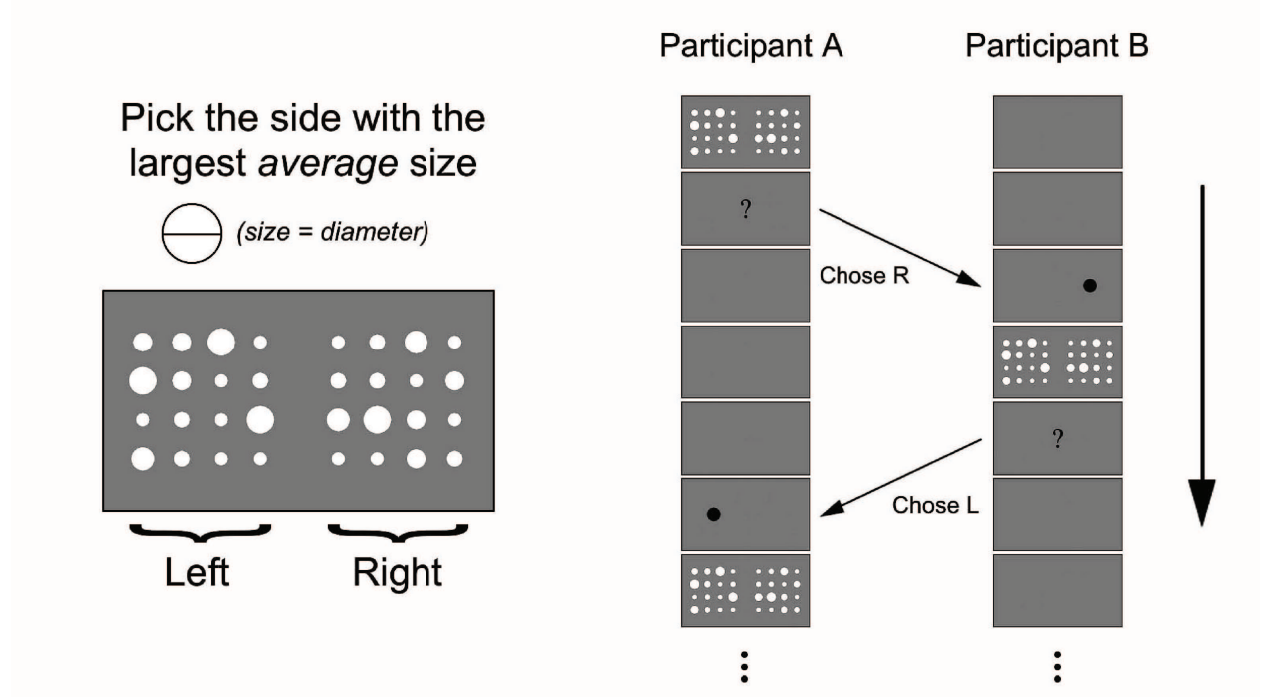 Pick the side with the
largest average size
(size = diameter)
Left
Right
Participant A
Participant B
?
Chose R
?
Chose L